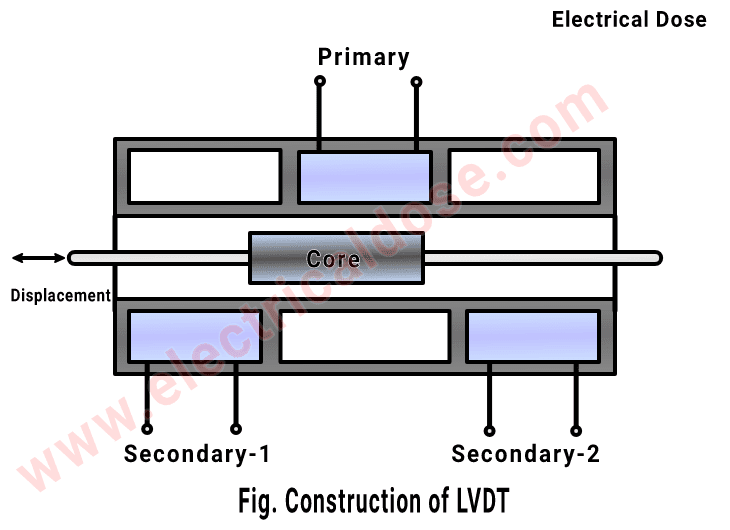 Electrical Dose
Primary
Core
Displacement
Secondary-1
Secondary-2
Fig. Construction of LVDT
www.electricaldose.com